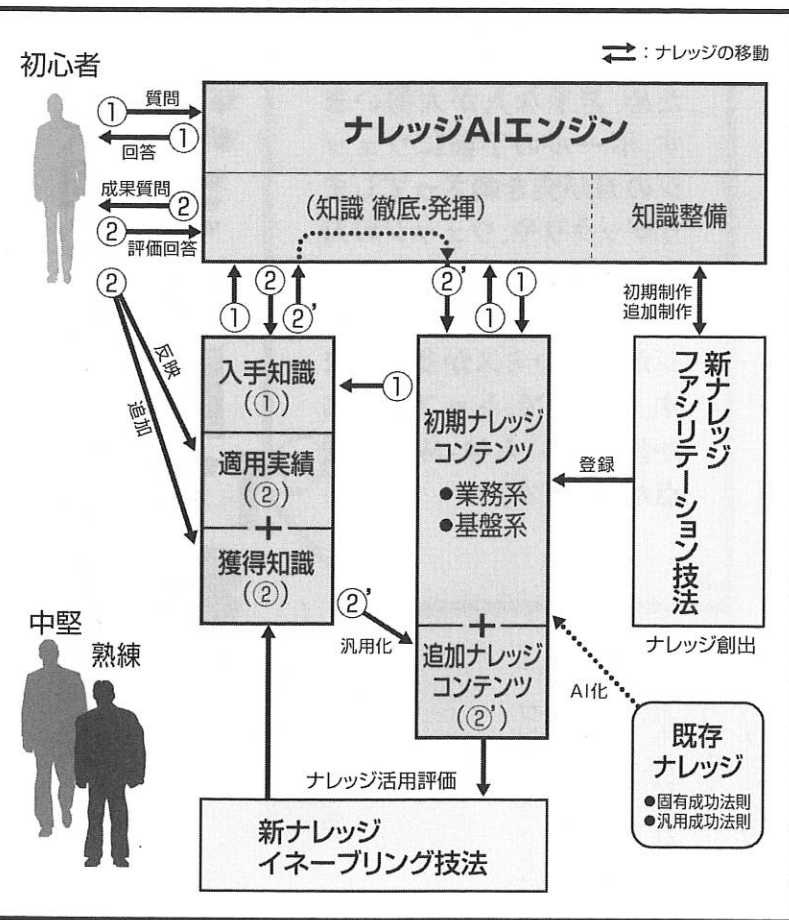 ：ナレッジの移動
初心者
① 質問
① 回答
成果質問 ②
② 評価回答
ナレッジAIエンジン
（知識 徹底・発揮）
知識整備
②
①
②
②'
②'
①
①
初期制作
追加制作
反映
追加
入手知識
（①）
適用実績
（②）
＋
獲得知識
（②）
①
初期ナレッジ
コンテンツ
●業務系
●基盤系
＋
追加ナレッジ
コンテンツ
（②'）
登録
新ナレッジ
ファシリテーション技法
ナレッジ創出
②'
汎用化
AI化
既存
ナレッジ
●固有成功法則
●汎用成功法則
中堅
熟練
ナレッジ活用評価
新ナレッジ
イネーブリング技法